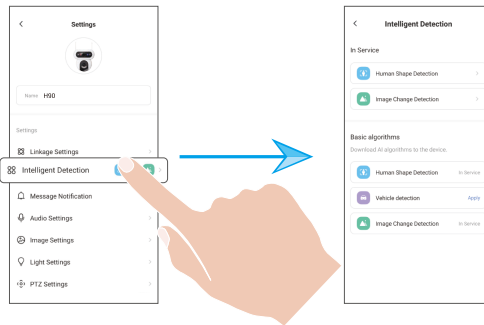 Settings
Name H90
Settings
Linkage Settings
Intelligent Detection
Message Notification
Audio Settings
Image Settings
Light Settings
PTZ Settings
Intelligent Detection
In Service
Human Shape Detection
Image Change Detection
Basic algorithms
Download AI algorithms to the device.
Human Shape Detection In Service
Vehicle detection Apply
Image Change Detection In Service